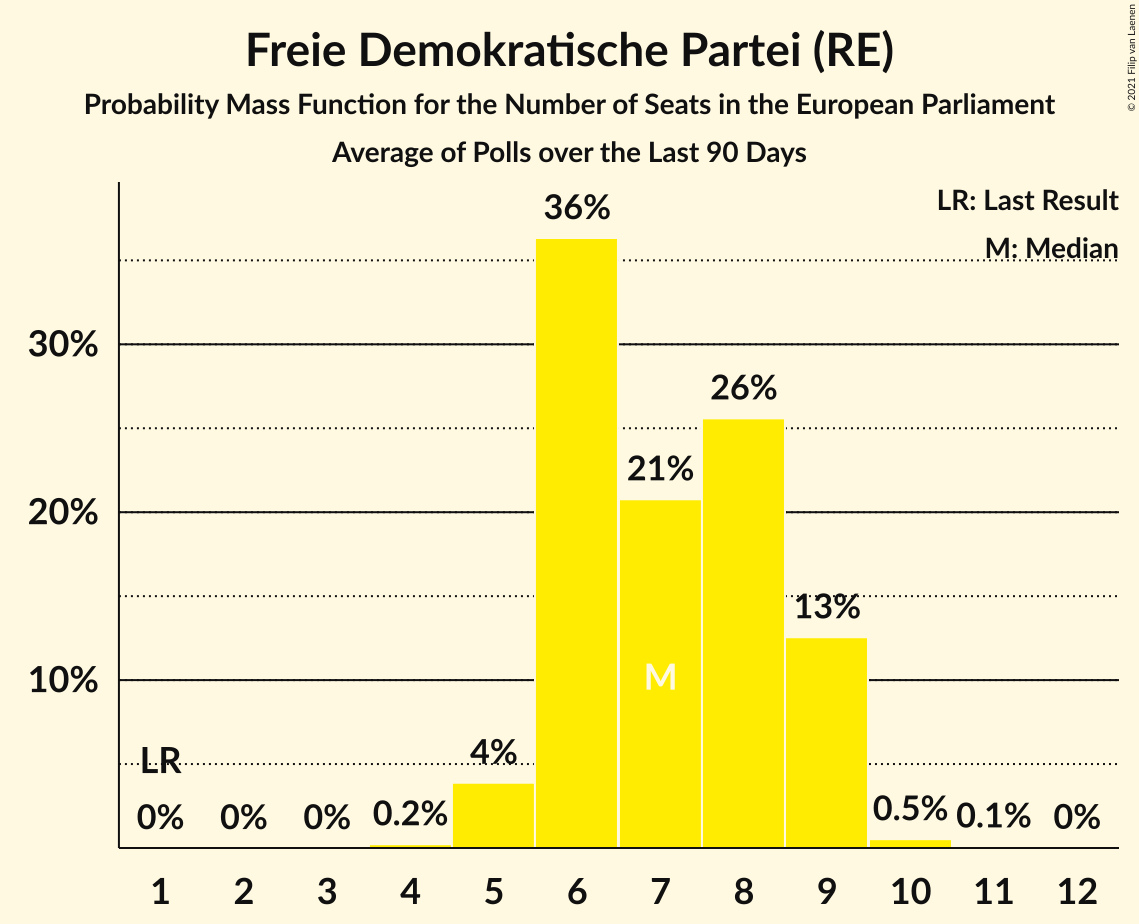 Freie Demokratische Partei (RE)
Probability Mass Function for the Number of Seats in the European Parliament
Average of Polls over the Last 90 Days
© 2021 Filip van Laenen
LR: Last Result
M: Median
36%
30%
26%
21%
20%
13%
10%
M
LR
4%
0% 0% 0% 0.2% 0.5% 0.1% 0%
1 2 3 4 5 6 7 8 9 10 11 12